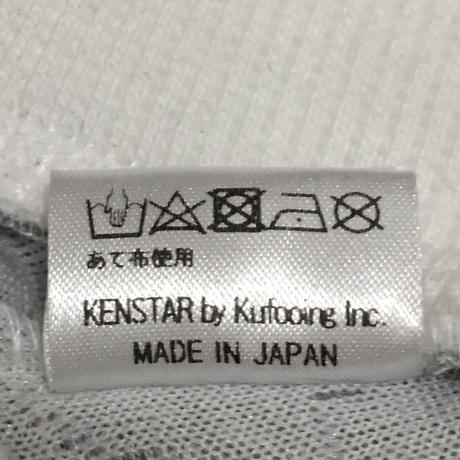 あて布使用
KENSTAR by Kufooing Inc.
MADE IN JAPAN